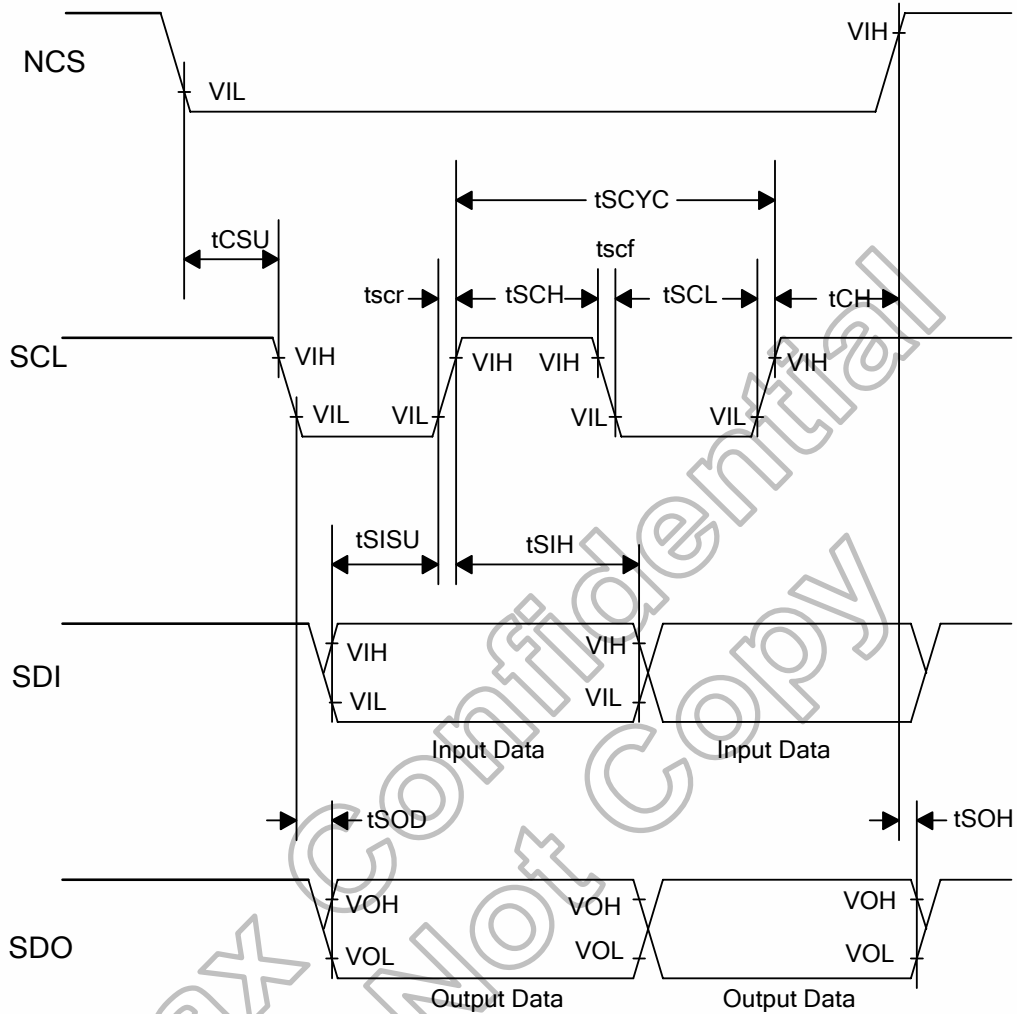 VIH
NCS
VIL
tSCYC
tCSU
tscf
tscr
tSCH
tSCL
tCH
SCL
VIH
VIH
VIH
VIH
VIL
VIL
VIL
VIL
tSISU
tSIH
SDI
VIH
VIH
VIL
VIL
Input Data
Input Data
tSOD
tSOH
VOH
VOH
VOH
SDO
VOL
VOL
VOL
Output Data
Output Data
Confidential
Not Copy